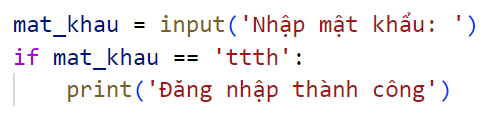 mat_khau = input('Nhập mật khẩu: ')
if mat_khau == 'ttth':
    print('Đăng nhập thành công')